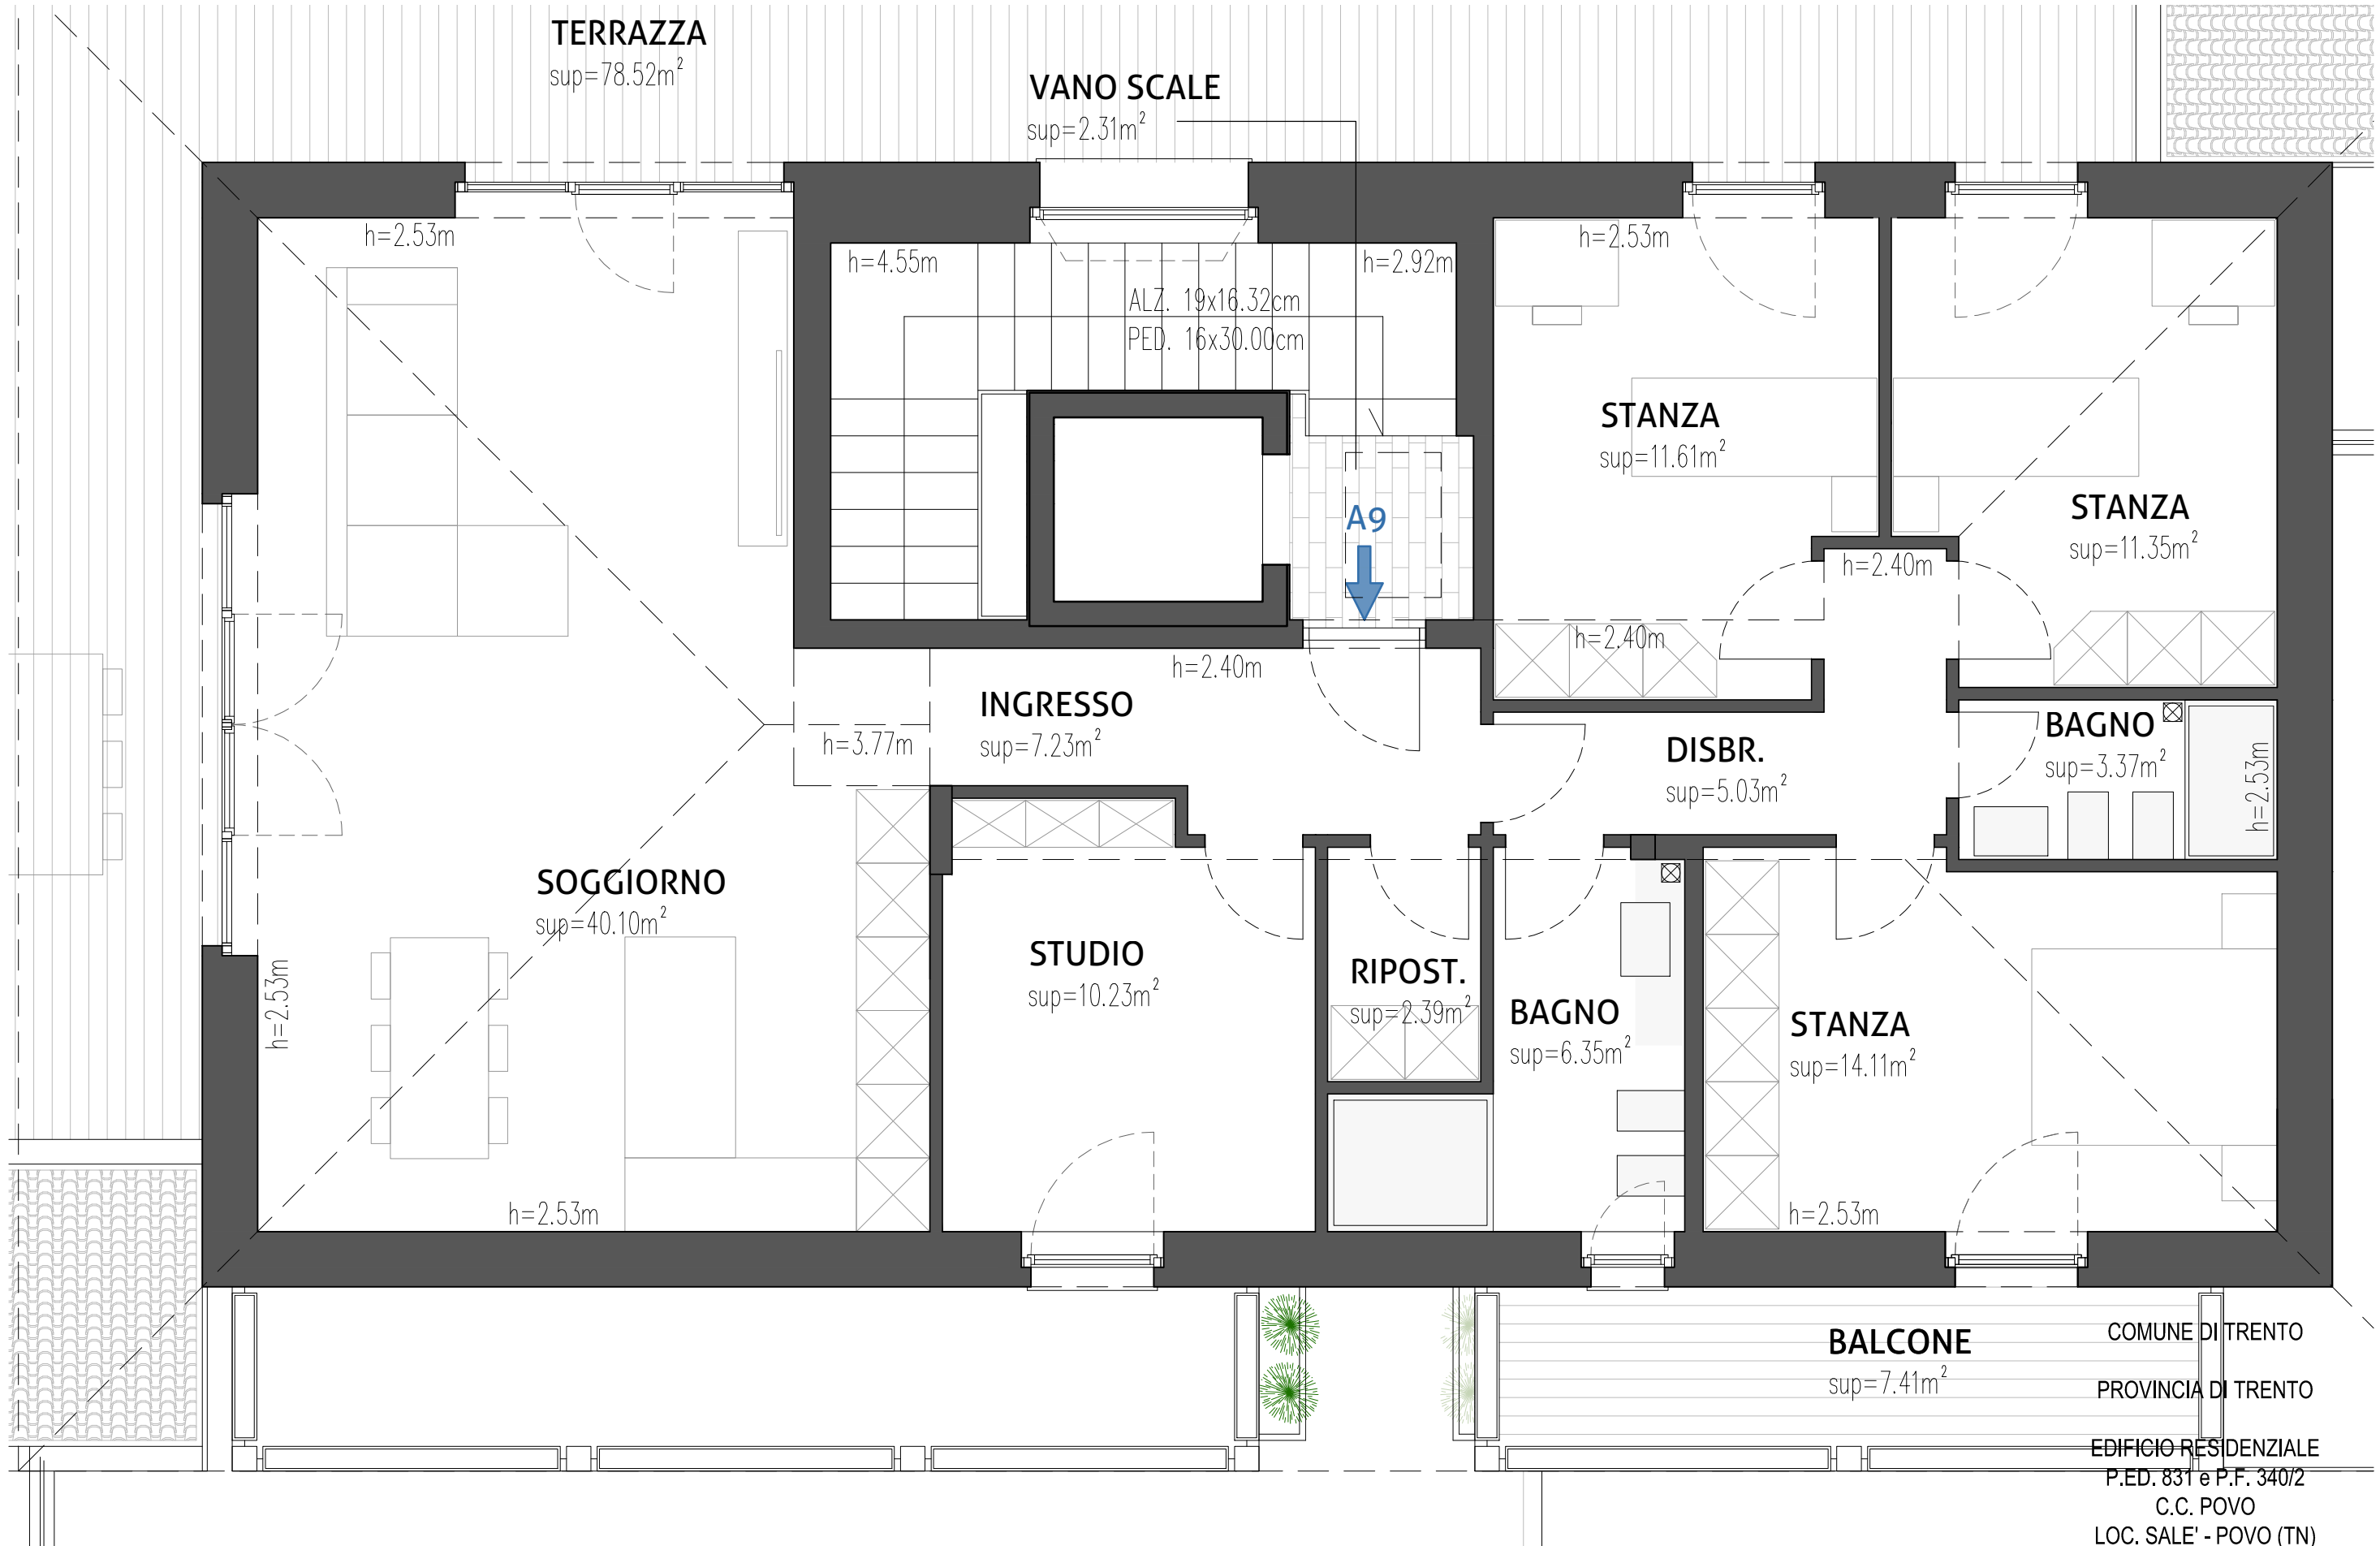 TERRAZZA
sup=78.52m²
VANO SCALE
sup=2.31m²
h=2.53m
h=4.55m
h=2.92m
ALZ. 19x16.32cm
PED. 16x30.00cm
h=2.53m
STANZA
sup=11.61m²
STANZA
sup=11.35m²
A9
h=2.40m
h=2.40m
h=2.40m
INGRESSO
sup=7.23m²
h=3.77m
DISBR.
sup=5.03m²
BAGNO
sup=3.37m²
h=2.53m
SOGGIORNO
sup=40.10m²
h=2.53m
STUDIO
sup=10.23m²
RIPOST.
sup=2.39m²
BAGNO
sup=6.35m²
STANZA
sup=14.11m²
h=2.53m
h=2.53m
BALCONE
sup=7.41m²
COMUNE DI TRENTO
PROVINCIA DI TRENTO
EDIFICIO RESIDENZIALE
P.ED. 831 e P.F. 340/2
C.C. POVO
LOC. SALE' - POVO (TN)